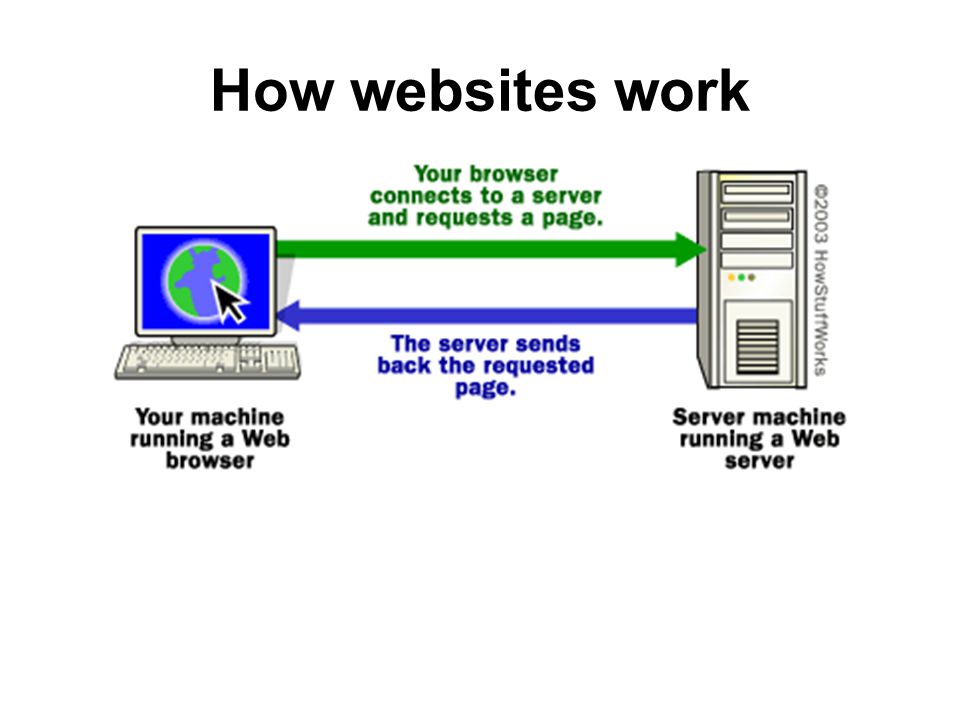 How websites work
Your browser
connects to a server
and requests a page.
©2003 HowStuffWorks
The server sends
back the requested
page.
Your machine
running a Web
browser
Server machine
running a Web
server